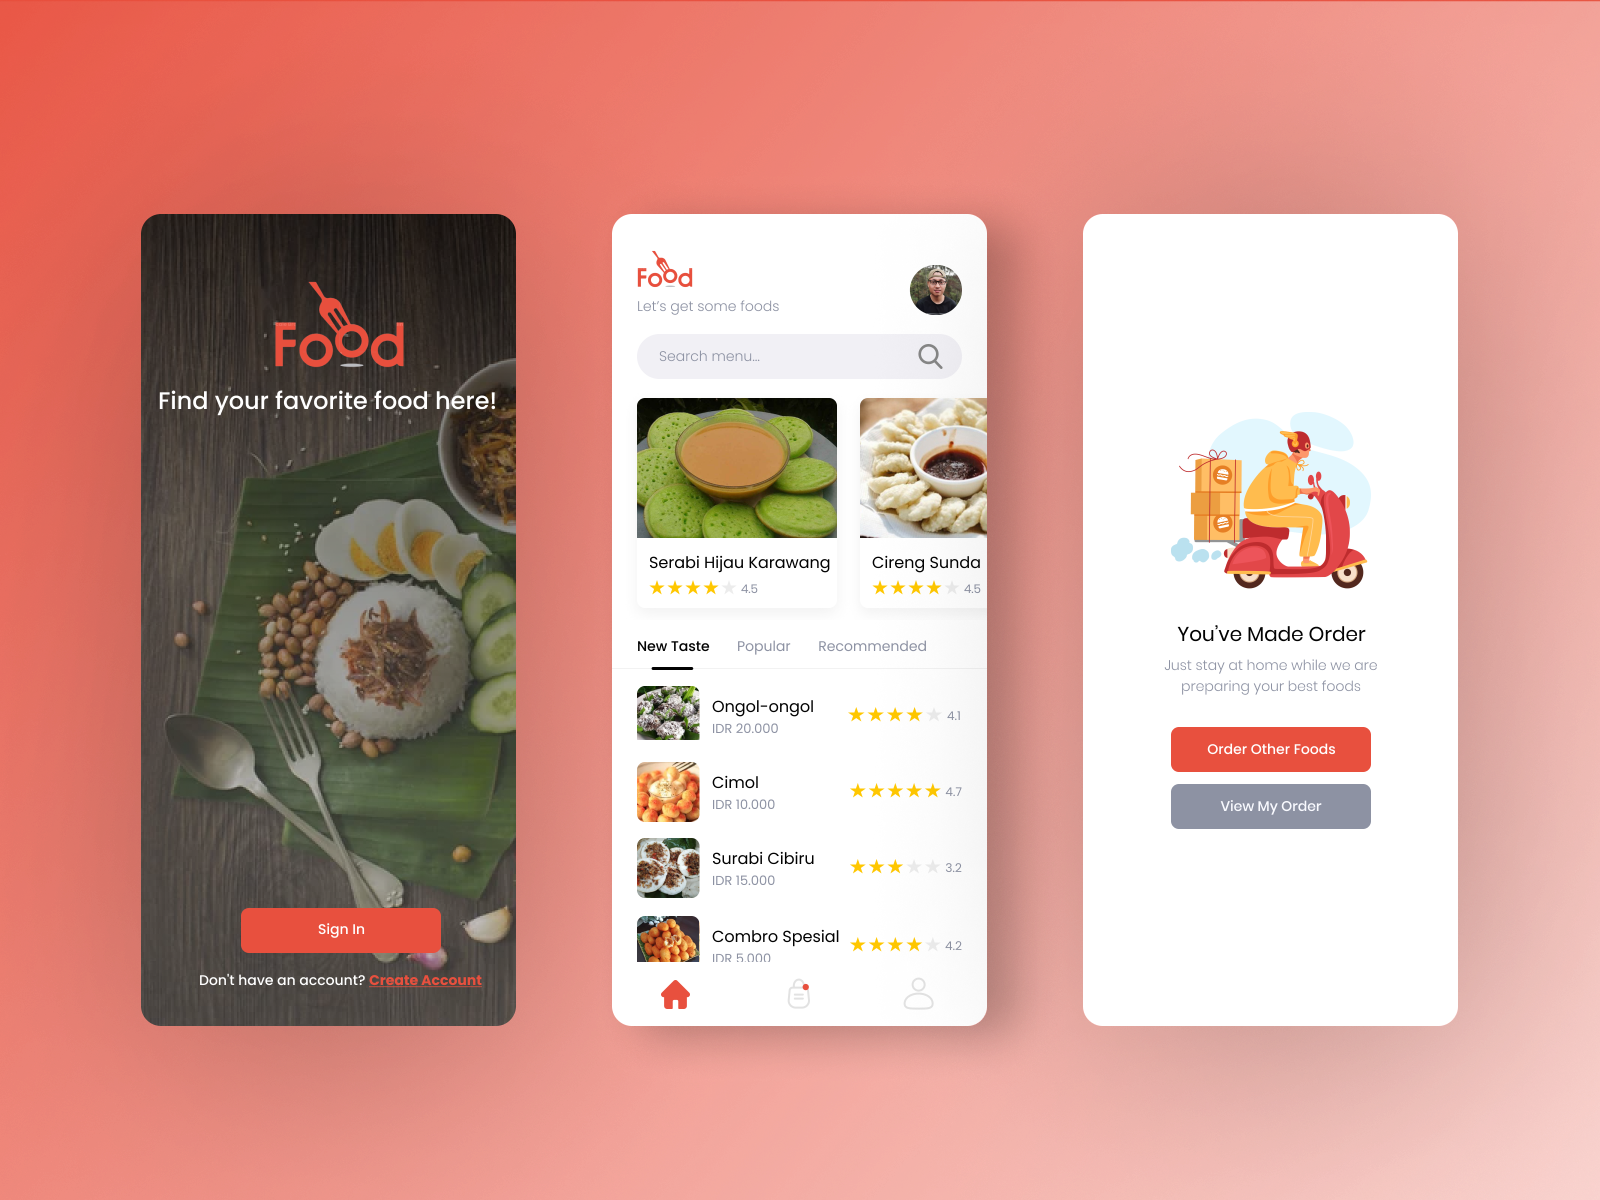 Food
Find your favorite food here!
Sign In
Don't have an account? Create Account
Food
Let's get some foods
Search menu...
Serabi Hijau Karawang
4.5
Cireng Sunda
4.5
New Taste Popular Recommended
Ongol-ongol
IDR 20.000
4.1
Cimol
IDR 10.000
4.7
Surabi Cibiru
IDR 15.000
3.2
Combro Spesial
IDR 5.000
4.2
You've Made Order
Just stay at home while we are
preparing your best foods
Order Other Foods
View My Order